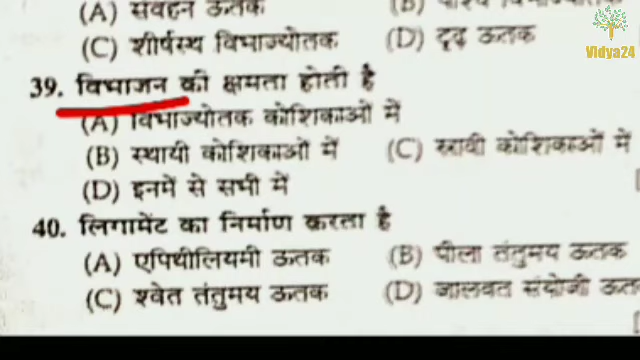 (A) संवहन ऊतक (B)
(C) शीर्षस्थ विभाज्योतक (D) दृढ़ ऊतक
Vidya24
39. विभाजन की क्षमता होती है
(A) विभाज्योतक कोशिकाओं में
(B) स्थायी कोशिकाओं में (C) स्रावी कोशिकाओं में
(D) इनमें से सभी में
40. लिगामेंट का निर्माण करता है
(A) एपिथीलियमी ऊतक (B) पीला तंतुमय ऊतक
(C) श्वेत तंतुमय ऊतक (D) जालवत संयोजी ऊत